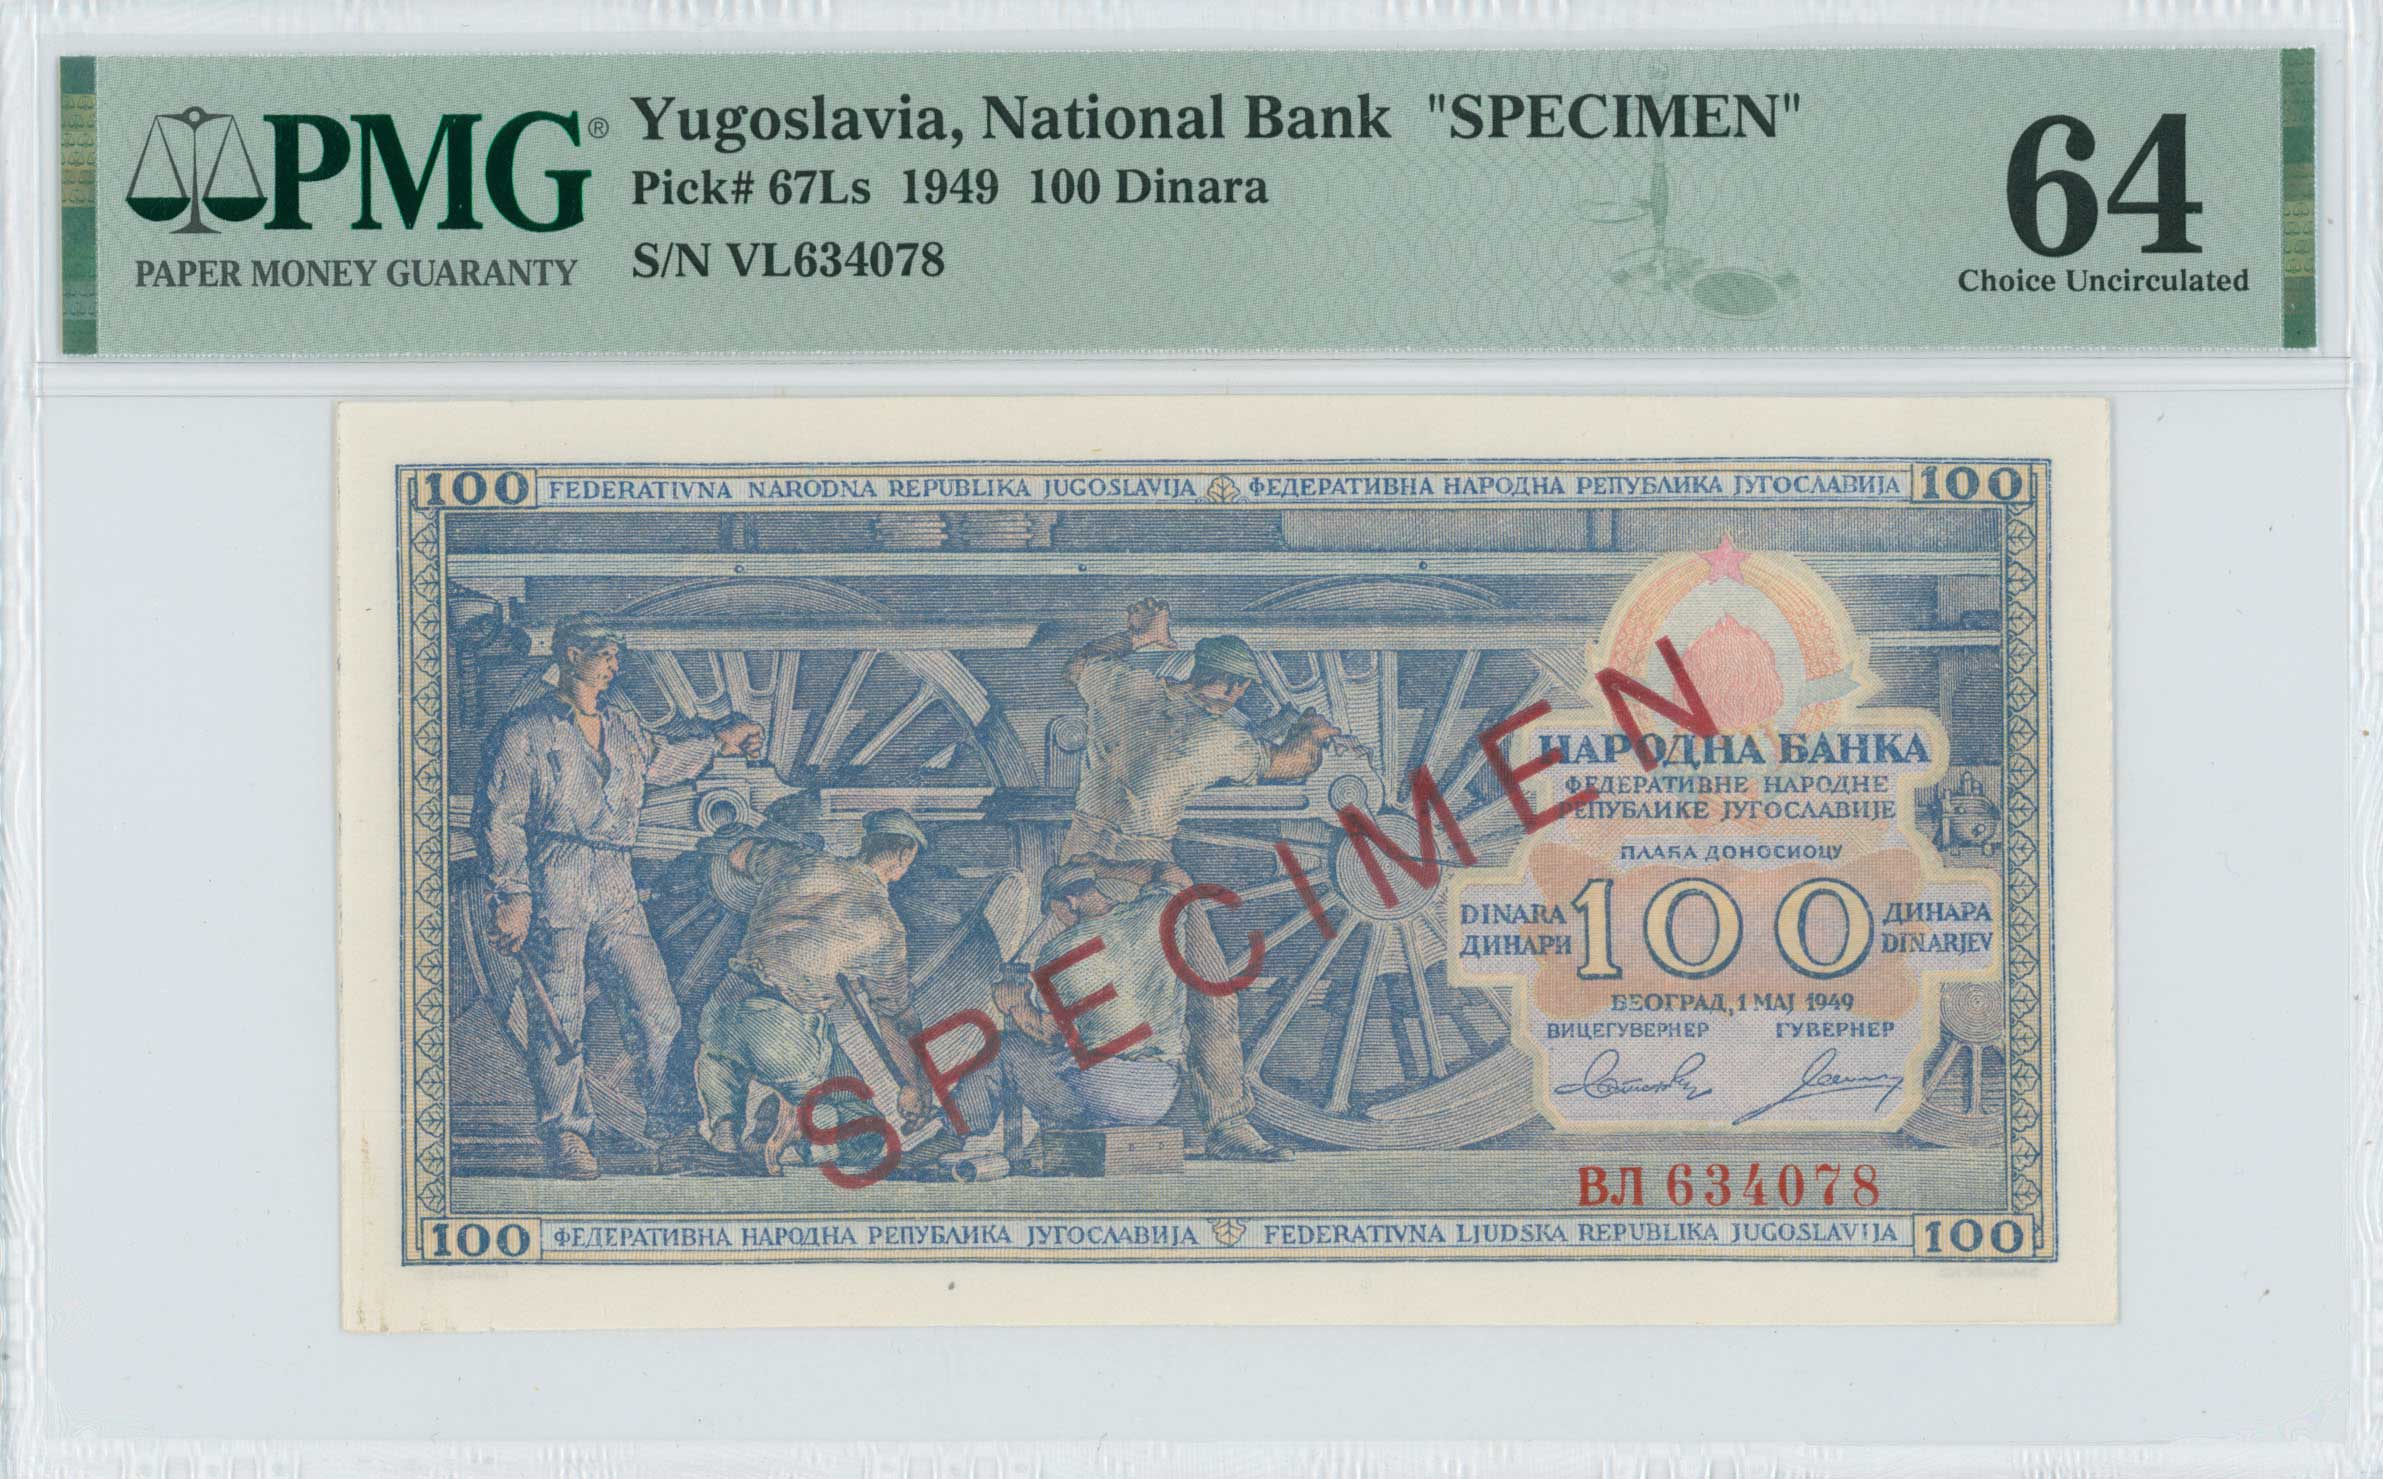 PMG®
PAPER MONEY GUARANTY
Yugoslavia, National Bank "SPECIMEN"
Pick# 67Ls 1949 100 Dinara
S/N VL634078
64
Choice Uncirculated
100 FEDERATIVNA NARODNA REPUBLIKA JUGOSLAVIJA ФЕДЕРАТИВНА НАРОДНА РЕПУБЛИКА ЈУГОСЛАВИЈА 100
НАРОДНА БАНКА
ФЕДЕРАТИВНЕ НАРОДНЕ
РЕПУБЛИКЕ ЈУГОСЛАВИЈЕ
ПЛАЋА ДОНОСИОЦУ
DINARA 100 ДИНАРА
ДИНАРИ DINARJEV
БЕОГРАД, 1 МАЈ 1949
ВИЦЕГУВЕРНЕР ГУВЕРНЕР
SPECIMEN
ВЛ 634078
100 ФЕДЕРАТИВНА НАРОДНА РЕПУБЛИКА ЈУГОСЛАВИЈА FEDERATIVNA LJUDSKA REPUBLIKA JUGOSLAVIJA 100